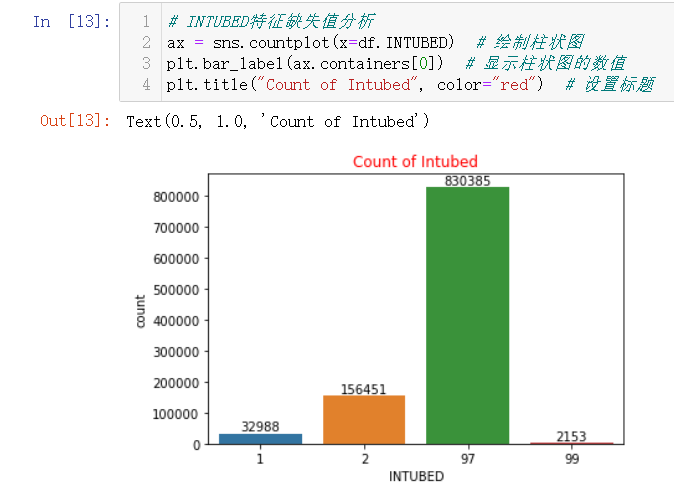 In [13]:
1 # INTUBED特征缺失值分析
2 ax = sns.countplot(x=df.INTUBED)  # 绘制柱状图
3 plt.bar_label(ax.containers[0])  # 显示柱状图的数值
4 plt.title("Count of Intubed", color="red")  # 设置标题
Out[13]: Text(0.5, 1.0, 'Count of Intubed')
Count of Intubed
830385
800000
700000
600000
500000
count
400000
300000
200000
156451
100000
32988
2153
0
1 2 97 99
INTUBED